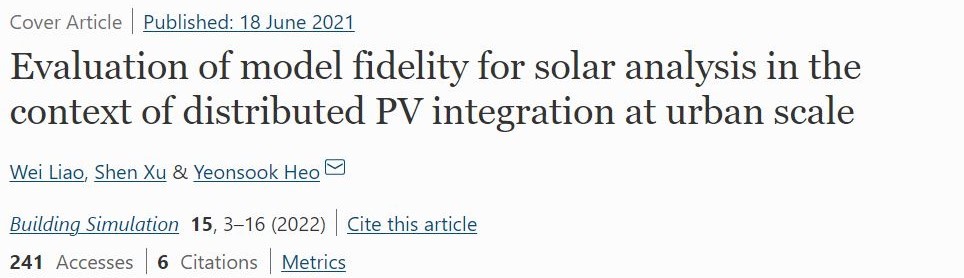 Cover Article | Published: 18 June 2021
Evaluation of model fidelity for solar analysis in the
context of distributed PV integration at urban scale
Wei Liao, Shen Xu & Yeonsook Heo
Building Simulation 15, 3–16 (2022) | Cite this article
241 Accesses | 6 Citations | Metrics